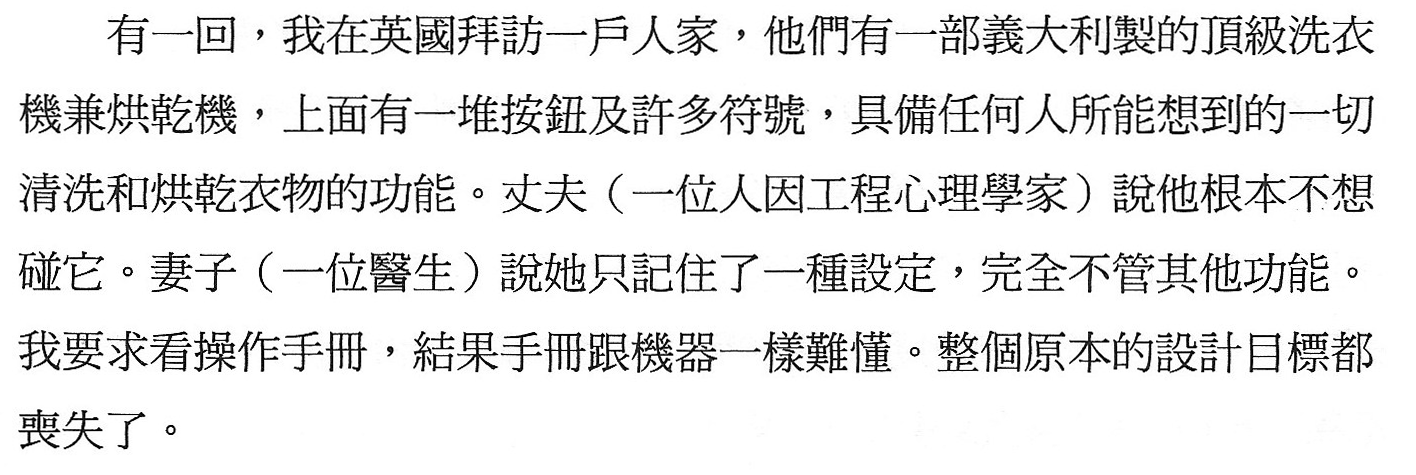 有一回，我在英國拜訪一戶人家，他們有一部義大利製的頂級洗衣
機兼烘乾機，上面有一堆按鈕及許多符號，具備任何人所能想到的一切
清洗和烘乾衣物的功能。丈夫（一位人因工程心理學家）說他根本不想
碰它。妻子（一位醫生）說她只記住了一種設定，完全不管其他功能。
我要求看操作手冊，結果手冊跟機器一樣難懂。整個原本的設計目標都
喪失了。